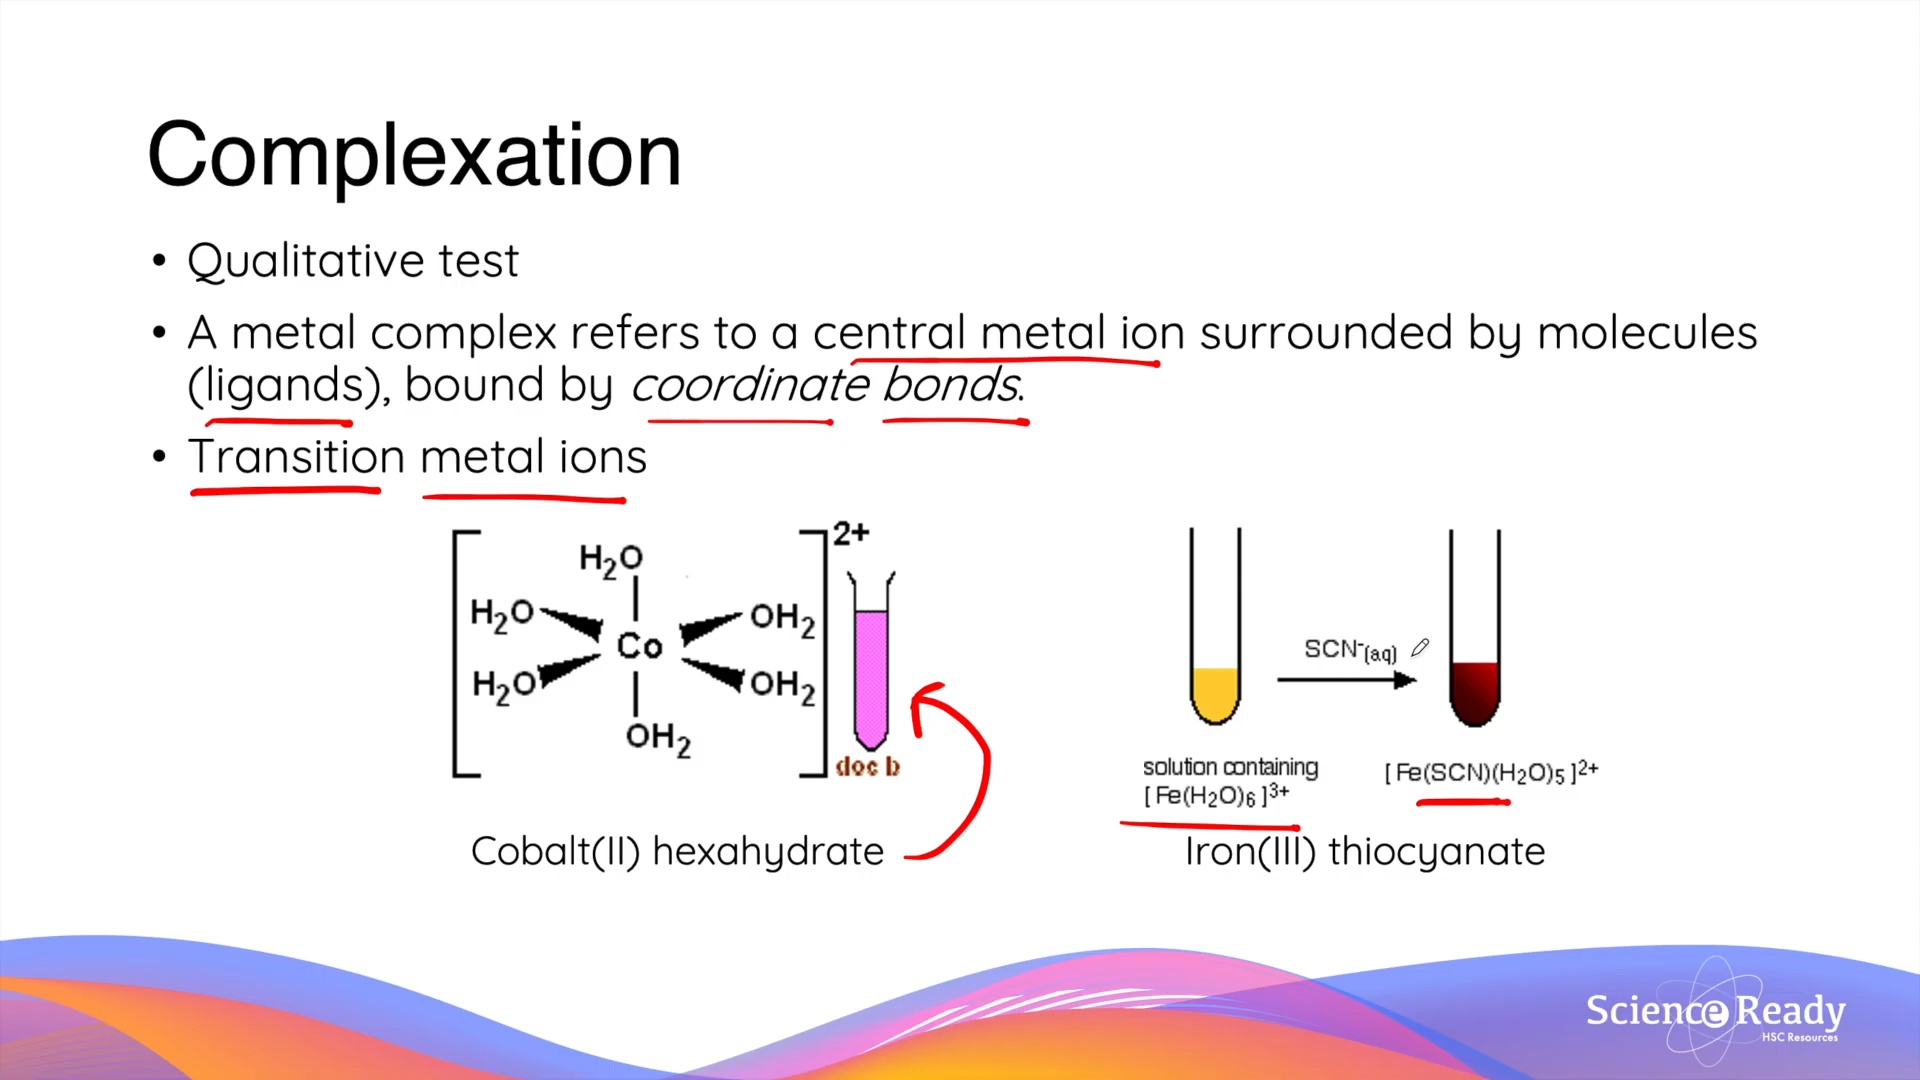 Complexation
• Qualitative test
• A metal complex refers to a central metal ion surrounded by molecules
(ligands), bound by coordinate bonds.
• Transition metal ions
2+
H₂O
H₂O
OH₂
Co
H₂O
OH₂
OH₂
doc b
Cobalt(II) hexahydrate
SCN⁻(aq)
solution containing
[Fe(H₂O)₆]³⁺
[Fe(SCN)(H₂O)₅]²⁺
Iron(III) thiocyanate
Science Ready
HSC Resources